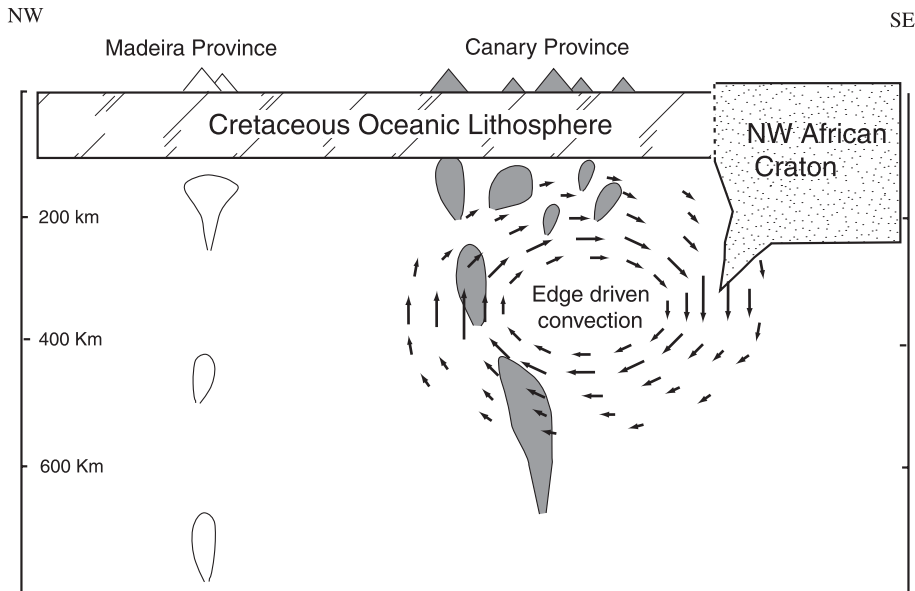 NW
SE
Madeira Province
Canary Province
Cretaceous Oceanic Lithosphere
NW African
Craton
200 km
Edge driven
convection
400 Km
600 Km